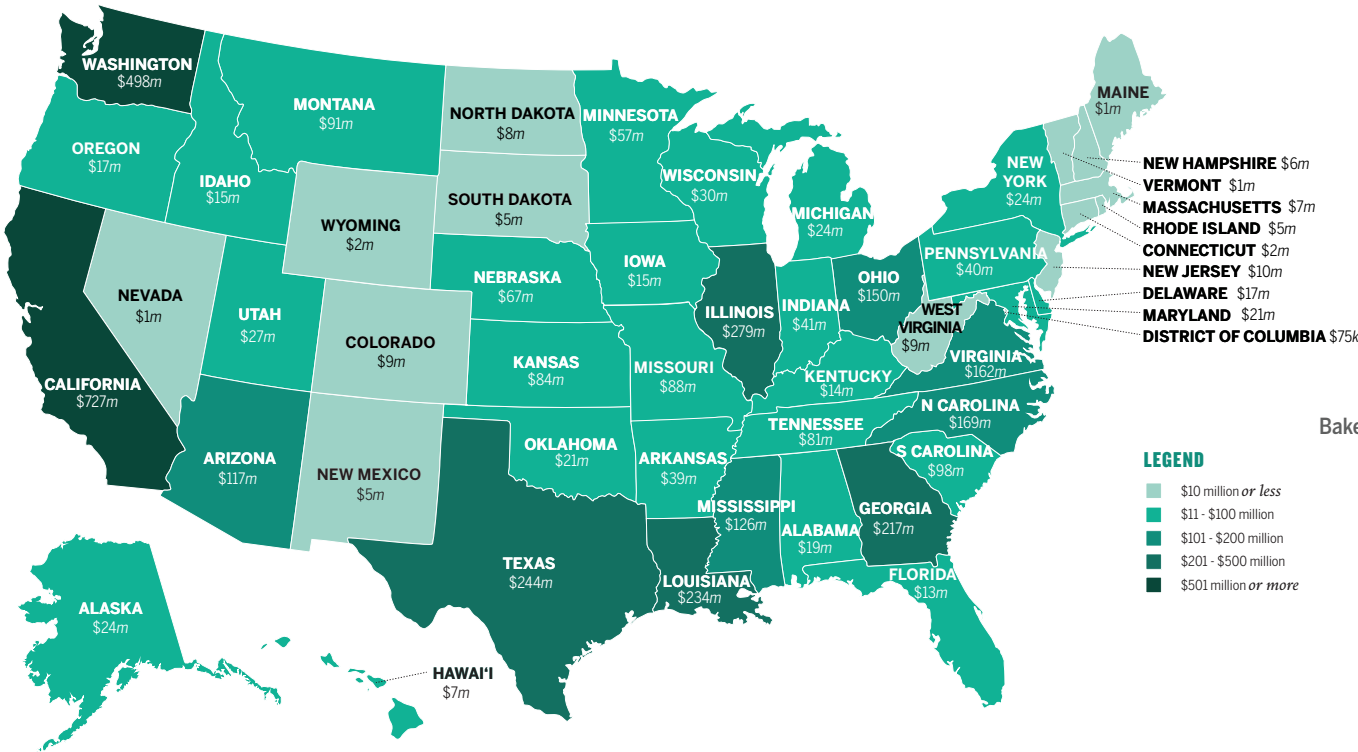 WASHINGTON
$498m
OREGON
$17m
CALIFORNIA
$727m
NEVADA
$1m
IDAHO
$15m
MONTANA
$91m
WYOMING
$2m
UTAH
$27m
COLORADO
$9m
ARIZONA
$117m
NEW MEXICO
$5m
NORTH DAKOTA
$8m
SOUTH DAKOTA
$5m
NEBRASKA
$67m
KANSAS
$84m
OKLAHOMA
$21m
TEXAS
$244m
MINNESOTA
$57m
IOWA
$15m
MISSOURI
$88m
ARKANSAS
$39m
LOUISIANA
$234m
WISCONSIN
$30m
ILLINOIS
$279m
MICHIGAN
$24m
INDIANA
$41m
OHIO
$150m
KENTUCKY
$14m
TENNESSEE
$81m
MISSISSIPPI
$126m
ALABAMA
$19m
GEORGIA
$217m
FLORIDA
$13m
S CAROLINA
$98m
N CAROLINA
$169m
VIRGINIA
$162m
WEST
VIRGINIA
$9m
PENNSYLVANIA
$40m
NEW
YORK
$24m
MAINE
$1m
NEW HAMPSHIRE $6m
VERMONT $1m
MASSACHUSETTS $7m
RHODE ISLAND $5m
CONNECTICUT $2m
NEW JERSEY $10m
DELAWARE $17m
MARYLAND $21m
DISTRICT OF COLUMBIA $75k
ALASKA
$24m
HAWAI‘I
$7m
Bake
LEGEND
$10 million or less
$11 - $100 million
$101 - $200 million
$201 - $500 million
$501 million or more